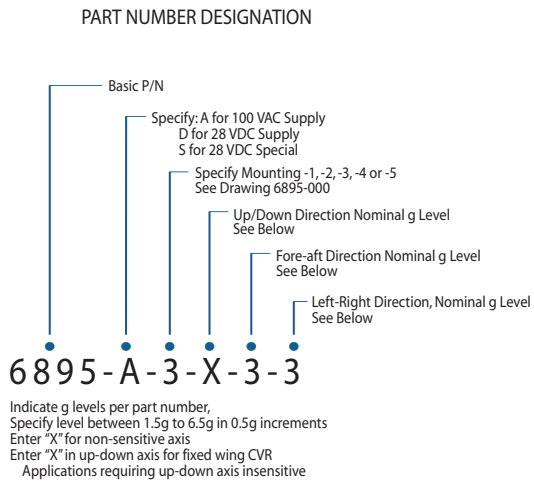 PART NUMBER DESIGNATION
Basic P/N
Specify: A for 100 VAC Supply
D for 28 VDC Supply
S for 28 VDC Special
Specify Mounting -1, -2, -3, -4 or -5
See Drawing 6895-000
Up/Down Direction Nominal g Level
See Below
Fore-aft Direction Nominal g Level
See Below
Left-Right Direction, Nominal g Level
See Below
6895-A-3-X-3-3
Indicate g levels per part number,
Specify level between 1.5g to 6.5g in 0.5g increments
Enter "X" for non-sensitive axis
Enter "X" in up-down axis for fixed wing CVR
Applications requiring up-down axis insensitive